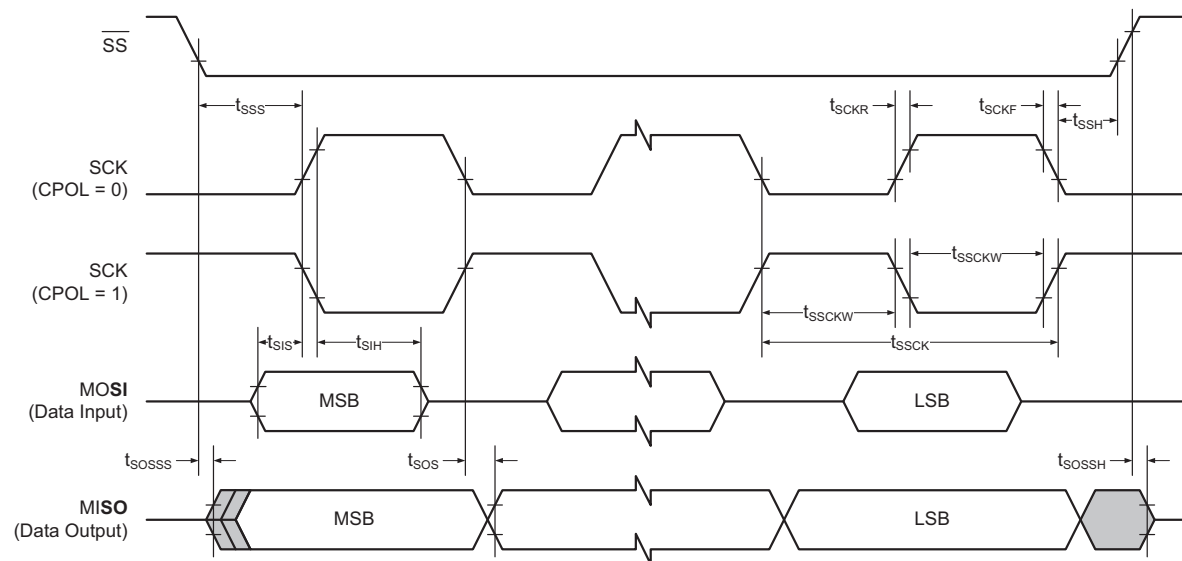 SS
tSSS
tSCKR
tSCKF
tSSH
SCK
(CPOL = 0)
SCK
(CPOL = 1)
tSSCKW
tSSCKW
tSSCK
tSIS
tSIH
MOSI
(Data Input)
MSB
LSB
tSOSSS
tSOS
tSOSSH
MISO
(Data Output)
MSB
LSB